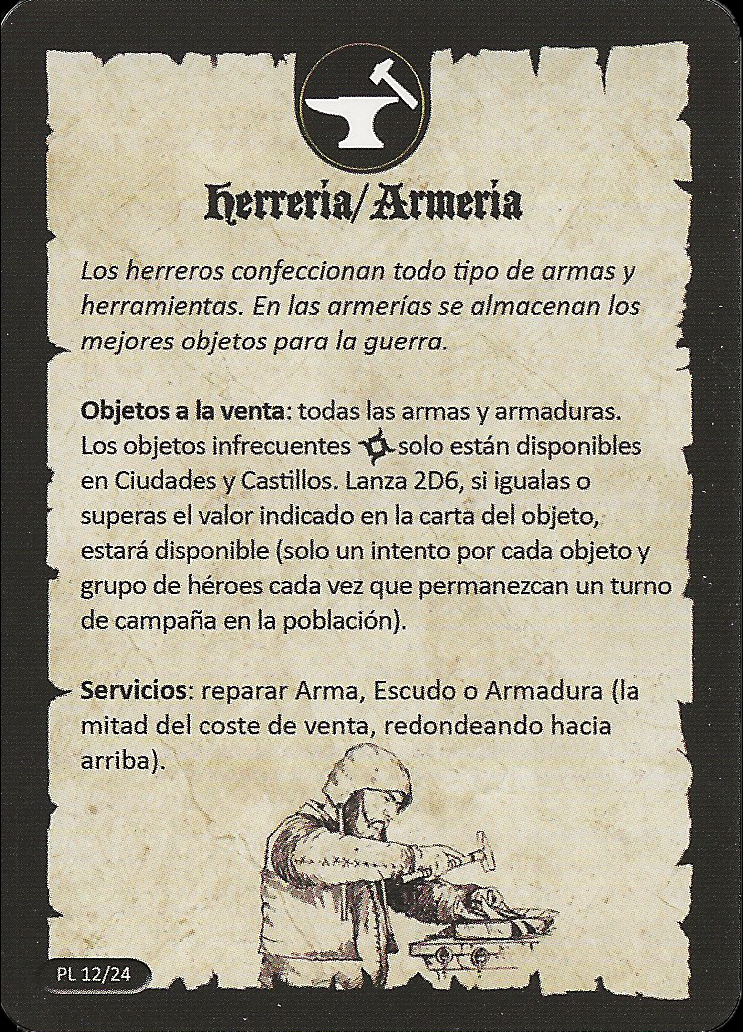 Herrería/Armería
Los herreros confeccionan todo tipo de armas y
herramientas. En las armerías se almacenan los
mejores objetos para la guerra.
Objetos a la venta: todas las armas y armaduras.
Los objetos infrecuentes solo están disponibles
en Ciudades y Castillos. Lanza 2D6, si igualas o
superas el valor indicado en la carta del objeto,
estará disponible (solo un intento por cada objeto y
grupo de héroes cada vez que permanezcan un turno
de campaña en la población).
Servicios: reparar Arma, Escudo o Armadura (la
mitad del coste de venta, redondeando hacia
arriba).
PL 12/24